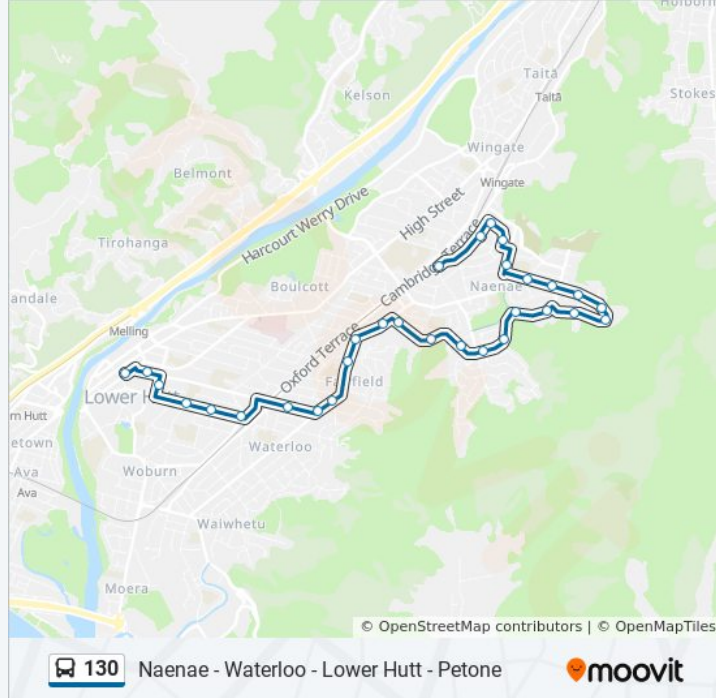 Holborn
Stokes
Taitā
Taitā
Kelson
Wingate
Wingate
Belmont
High Street
Harcourt Werry Drive
Cambridge Terrace
Tirohanga
Naenae
Boulcott
andale
Melling
Oxford Terrace
Fairfield
Lower Hutt
m Hutt
etown
-Ava
Ava
Woburn
Waterloo
Waiwhetu
Moera
© OpenStreetMap contributors | © OpenMapTiles
130 Naenae - Waterloo - Lower Hutt - Petone
moovit